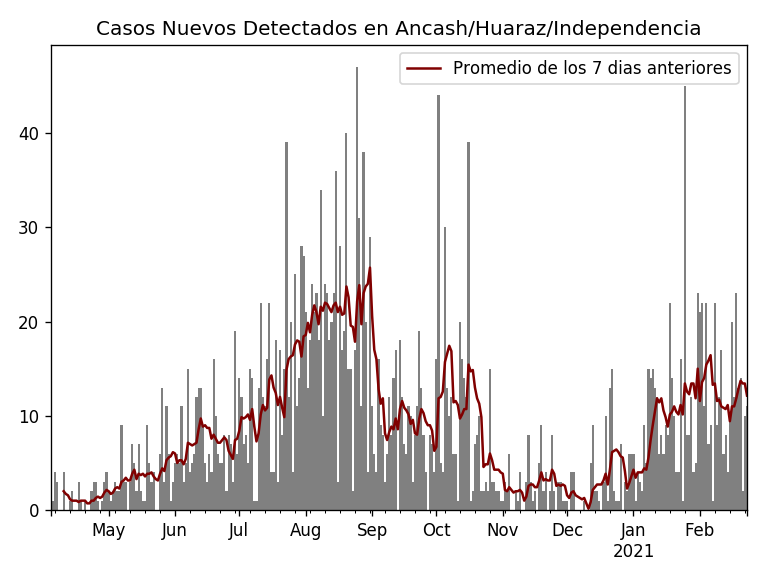 Casos Nuevos Detectados en Ancash/Huaraz/Independencia
Promedio de los 7 dias anteriores
40
30
20
10
0
May Jun Jul Aug Sep Oct Nov Dec Jan Feb
2021